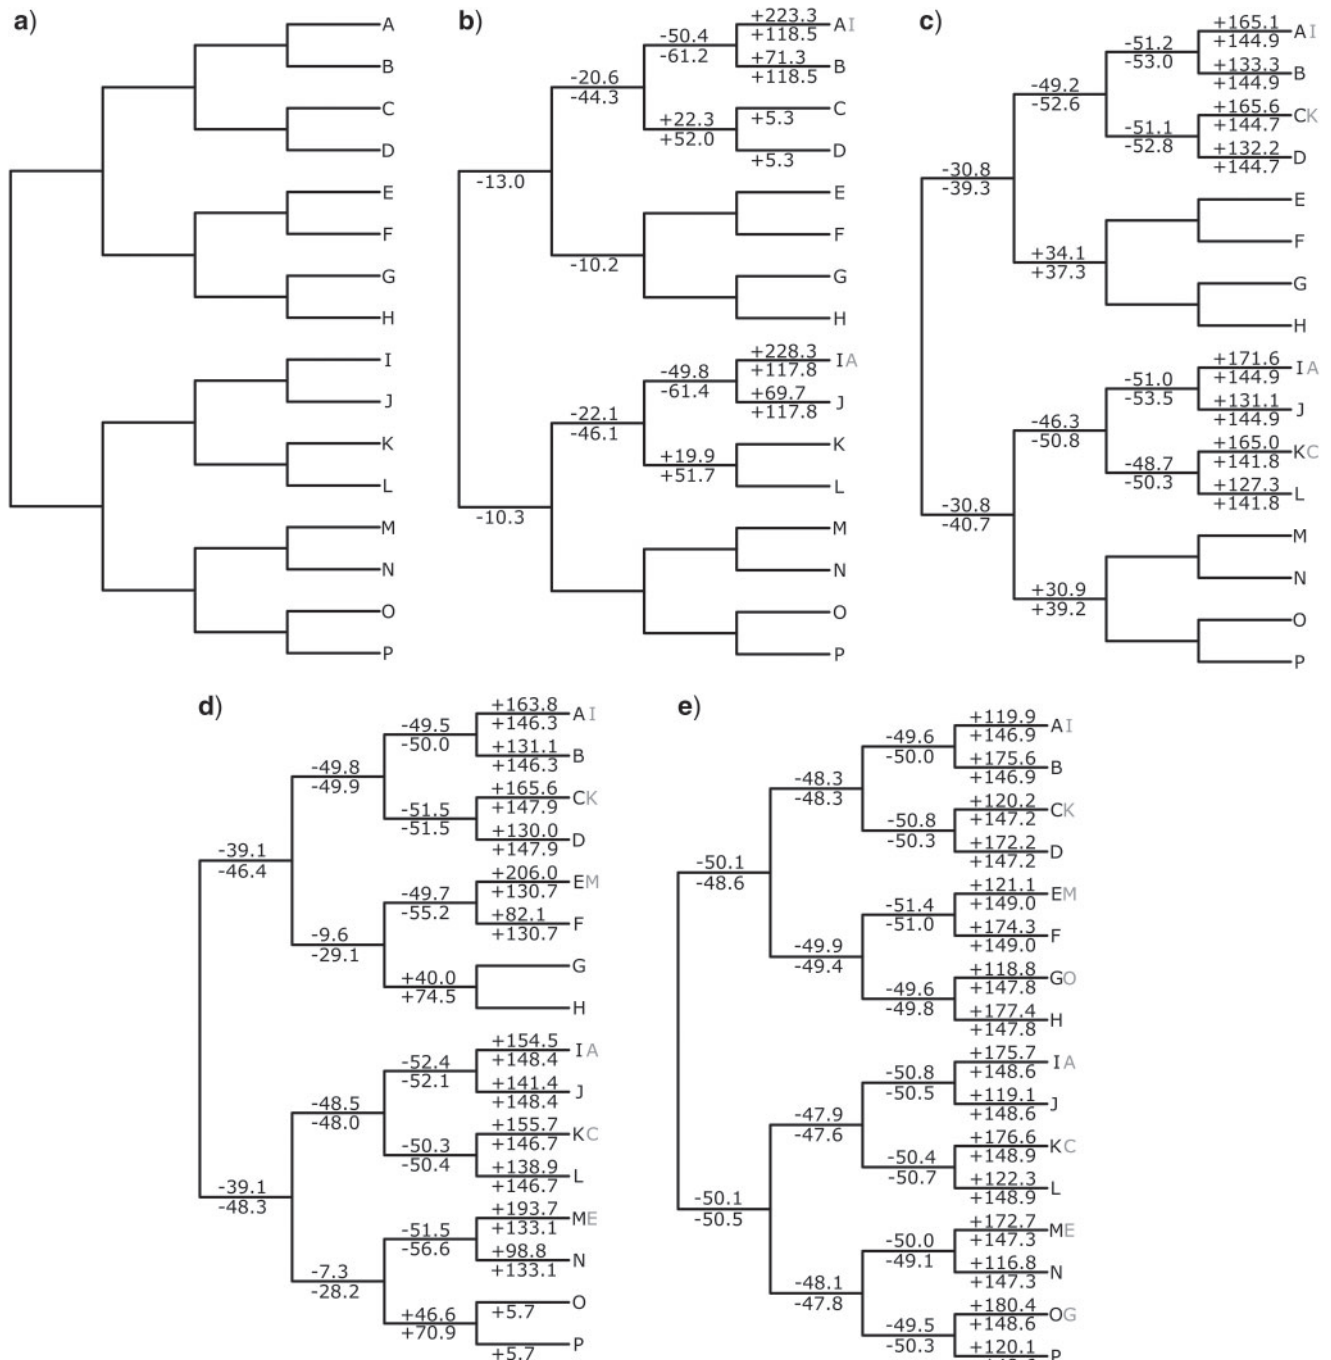 a)
A
B
C
D
E
F
G
H
I
J
K
L
M
N
O
P
b)
+223.3
-50.4
A I
+118.5
-61.2
+71.3
-20.6
B
+118.5
-44.3
C
+22.3
+5.3
+52.0
D
+5.3
-13.0
E
F
-10.2
G
H
+228.3
I A
-49.8
+117.8
-61.4
+69.7
J
-22.1
+117.8
-46.1
K
+19.9
+51.7
L
-10.3
M
N
O
P
c)
+165.1
A I
-51.2
+144.9
-53.0
+133.3
B
-49.2
+144.9
-52.6
+165.6
CK
-51.1
+144.7
-52.8
+132.2
D
-30.8
+144.7
-39.3
E
F
+34.1
+37.3
G
H
+171.6
I A
-51.0
+144.9
-53.5
+131.1
J
-46.3
+144.9
-50.8
+165.0
KC
-48.7
+141.8
-50.3
+127.3
L
-30.8
+141.8
-40.7
M
N
+30.9
+39.2
O
P
d)
+163.8
A I
-49.5
+146.3
-50.0
+131.1
B
-49.8
+146.3
-49.9
+165.6
CK
-51.5
+147.9
-51.5
+130.0
D
-39.1
+147.9
-46.4
+206.0
EM
-49.7
+130.7
-55.2
+82.1
F
-9.6
+130.7
-29.1
G
+40.0
+74.5
H
+154.5
I A
-52.4
+148.4
-52.1
+141.4
J
-48.5
+148.4
-48.0
+155.7
KC
-50.3
+146.7
-50.4
+138.9
L
-39.1
+146.7
-48.3
+193.7
ME
-51.5
+133.1
-56.6
+98.8
N
-7.3
+133.1
-28.2
O
+46.6
+5.7
+70.9
P
+5.7
e)
+119.9
A I
-49.6
+146.9
-50.0
+175.6
B
-48.3
+146.9
-48.3
+120.2
CK
-50.8
+147.2
-50.3
+172.2
D
-50.1
+147.2
-48.6
+121.1
EM
-51.4
+149.0
-51.0
+174.3
F
-49.9
+149.0
-49.4
+118.8
GO
-49.6
+147.8
-49.8
+177.4
H
+147.8
+175.7
I A
-50.8
+148.6
-50.5
+119.1
J
-47.9
+148.6
-47.6
+176.6
KC
-50.4
+148.9
-50.7
+122.3
L
-50.1
+148.9
-50.5
+172.7
ME
-50.0
+147.3
-49.1
+116.8
N
-48.1
+147.3
-47.8
+180.4
OG
-49.5
+148.6
-50.3
+120.1
P